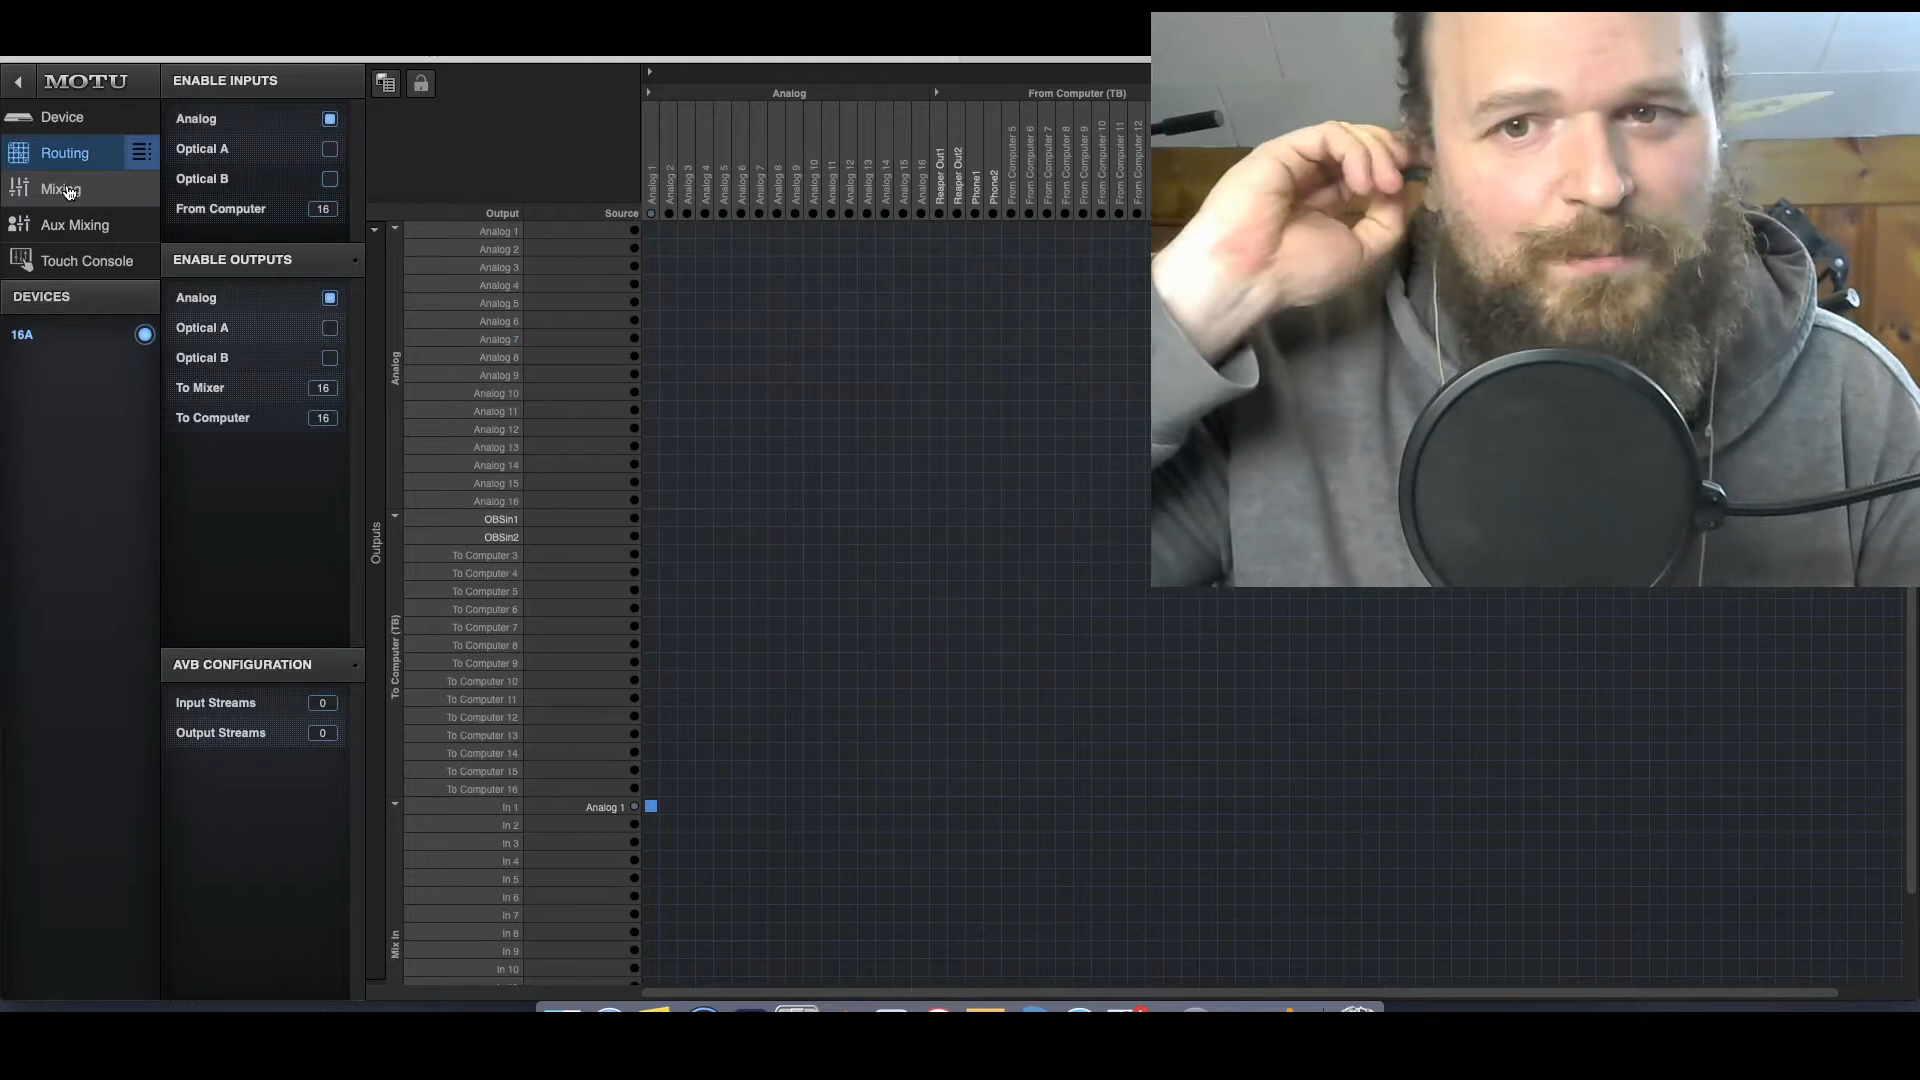 MOTU
Device
Routing
Mixing
Aux Mixing
Touch Console
DEVICES
16A
ENABLE INPUTS
Analog
Optical A
Optical B
From Computer 16
ENABLE OUTPUTS
Analog
Optical A
Optical B
To Mixer 16
To Computer 16
AVB CONFIGURATION
Input Streams 0
Output Streams 0
Analog From Computer (TB)
Analog 1
Analog 2
Analog 3
Analog 4
Analog 5
Analog 6
Analog 7
Analog 8
Analog 9
Analog 10
Analog 11
Analog 12
Analog 13
Analog 14
Analog 15
Analog 16
Reaper Out1
Reaper Out2
Phone1
Phone2
From Computer 5
From Computer 6
From Computer 7
From Computer 8
From Computer 9
From Computer 10
From Computer 11
From Computer 12
Output Source
Outputs
Analog
Analog 1
Analog 2
Analog 3
Analog 4
Analog 5
Analog 6
Analog 7
Analog 8
Analog 9
Analog 10
Analog 11
Analog 12
Analog 13
Analog 14
Analog 15
Analog 16
To Computer (TB)
OBSin1
OBSin2
To Computer 3
To Computer 4
To Computer 5
To Computer 6
To Computer 7
To Computer 8
To Computer 9
To Computer 10
To Computer 11
To Computer 12
To Computer 13
To Computer 14
To Computer 15
To Computer 16
Mix In
In 1 Analog 1
In 2
In 3
In 4
In 5
In 6
In 7
In 8
In 9
In 10